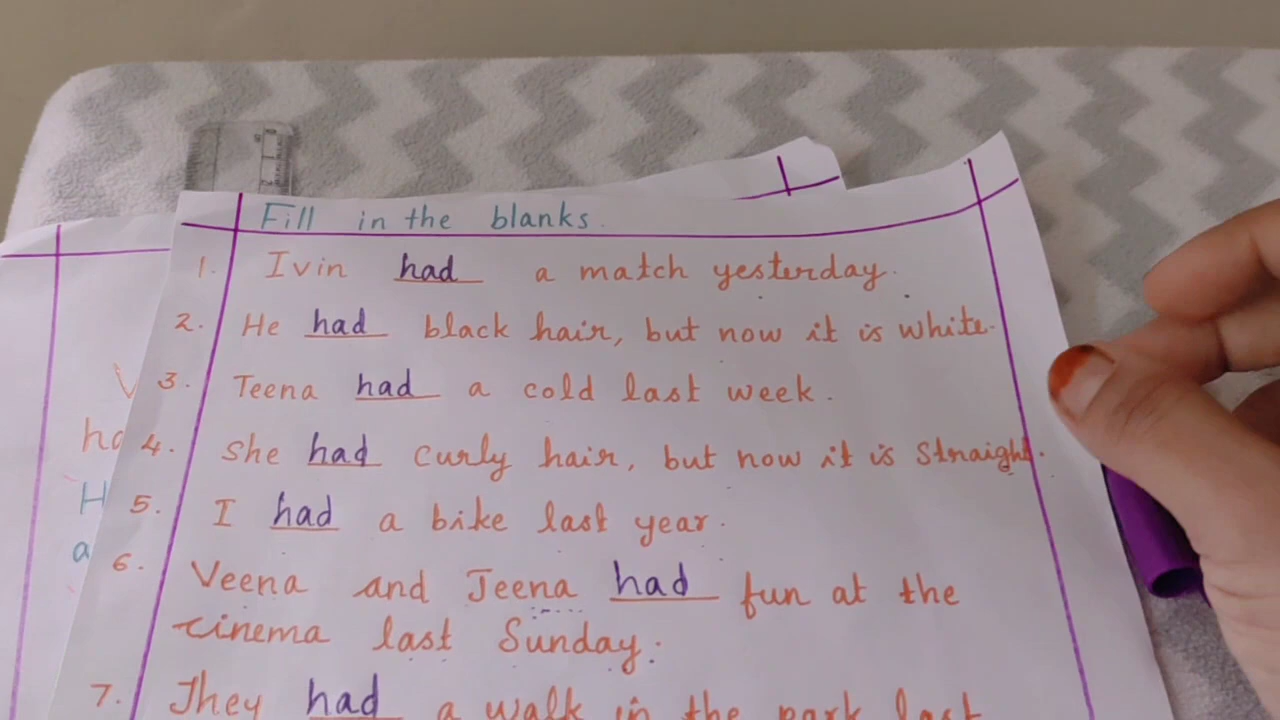 Fill in the blanks.
1. Ivin had a match yesterday.
2. He had black hair, but now it is white.
3. Teena had a cold last week.
4. She had curly hair, but now it is straight.
5. I had a bike last year.
6. Veena and Jeena had fun at the
cinema last Sunday.
7. They had a walk in the park last